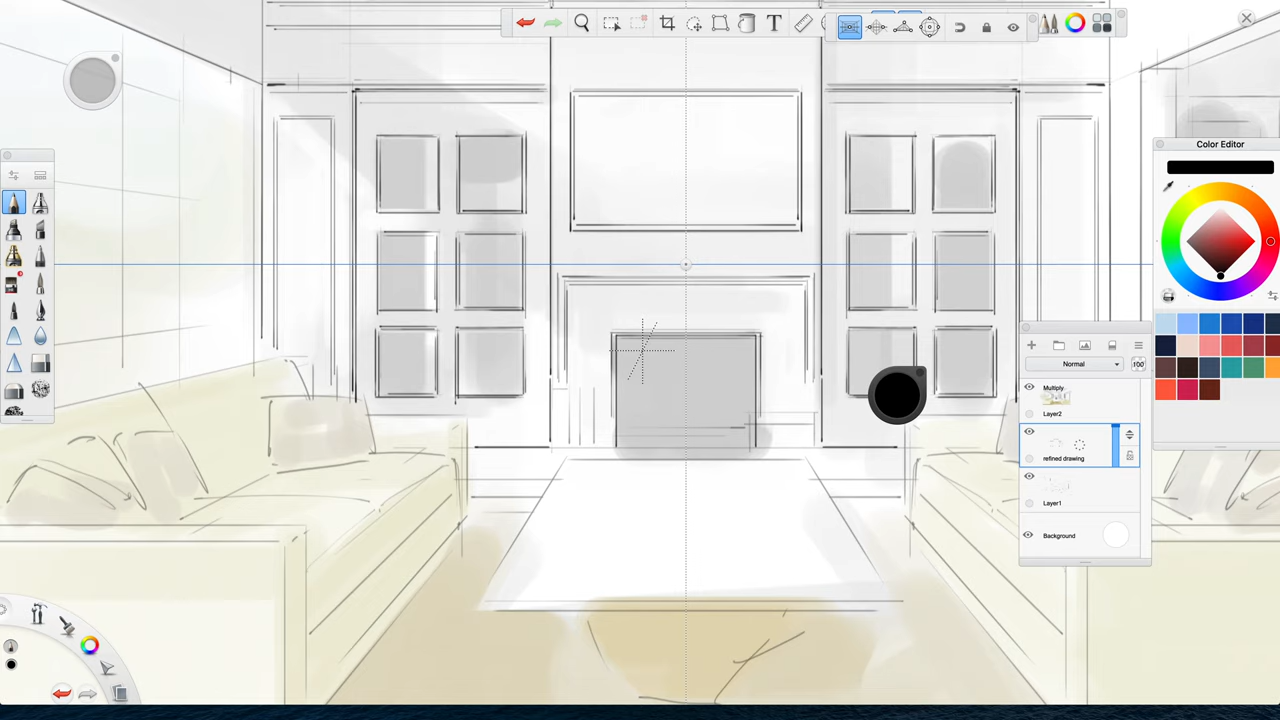 T
Color Editor
Normal
100
Multiply
Layer2
refined drawing
Layer1
Background